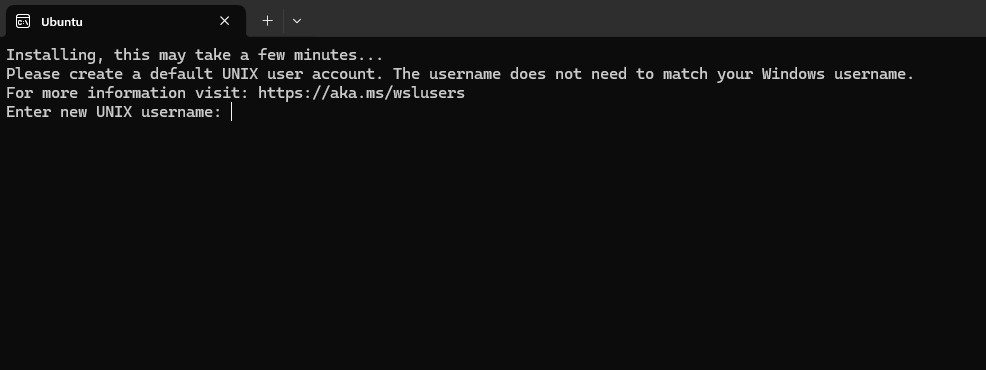 Ubuntu
Installing, this may take a few minutes...
Please create a default UNIX user account. The username does not need to match your Windows username.
For more information visit: https://aka.ms/wslusers
Enter new UNIX username: